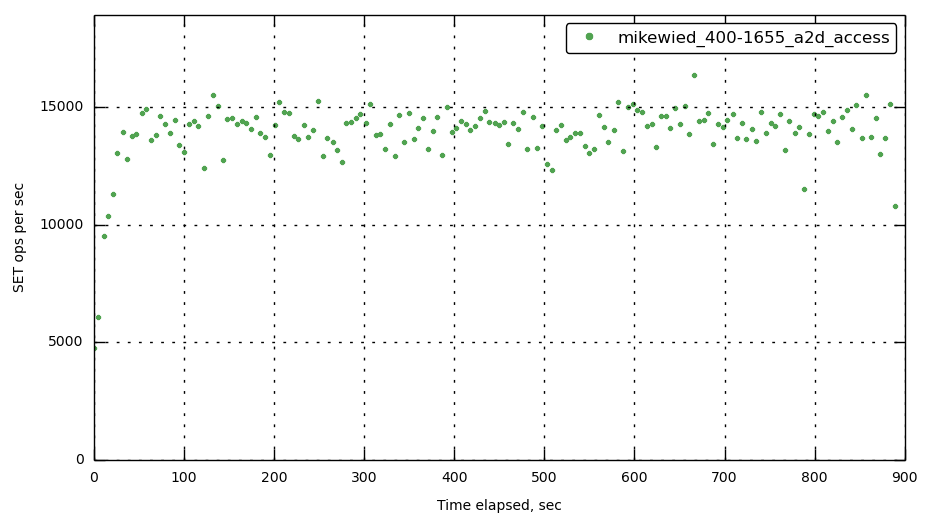 mikewied_400-1655_a2d_access
15000
10000
5000
0
SET ops per sec
0 100 200 300 400 500 600 700 800 900
Time elapsed, sec